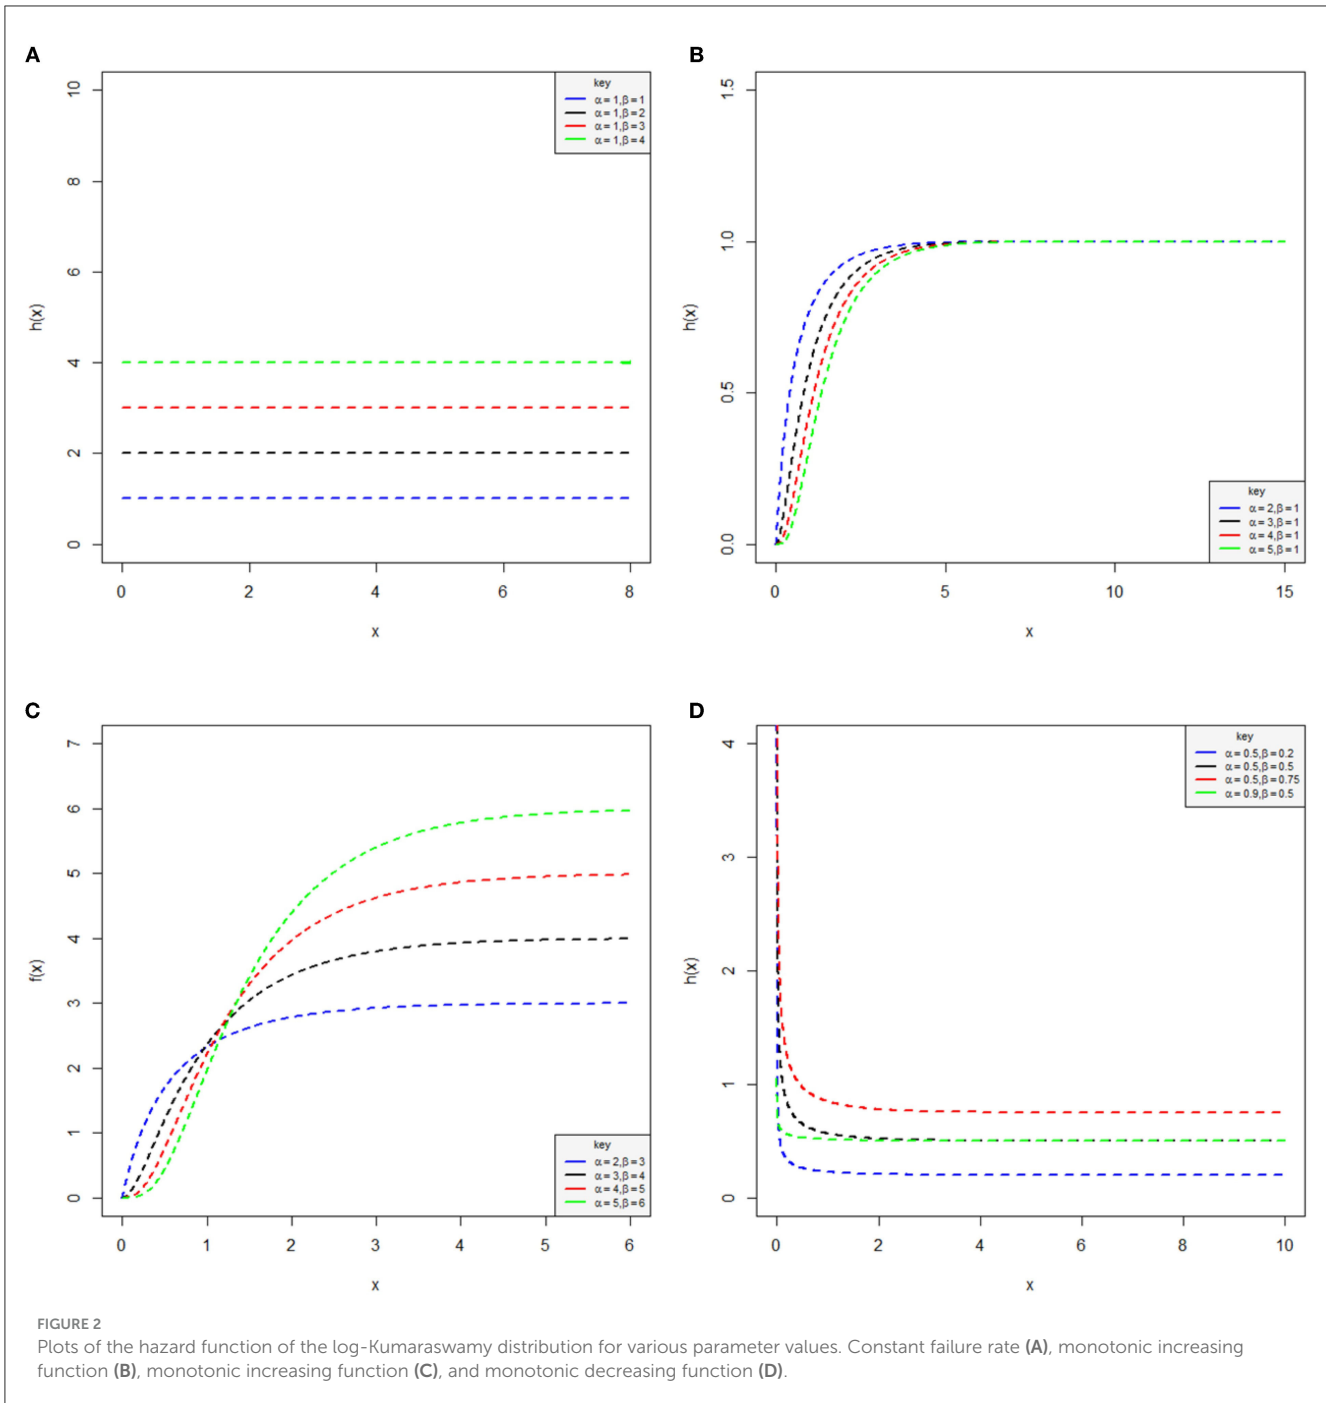 A
key
α=1,β=1
α=1,β=2
α=1,β=3
α=1,β=4
10
8
6
4
2
0
h(x)
0 2 4 6 8
x
B
1.5
1.0
0.5
0.0
h(x)
key
α=2,β=1
α=3,β=1
α=4,β=1
α=5,β=1
0 5 10 15
x
C
7
6
5
4
3
2
1
0
f(x)
key
α=2,β=3
α=3,β=4
α=4,β=5
α=5,β=6
0 1 2 3 4 5 6
x
D
key
α=0.5,β=0.2
α=0.5,β=0.5
α=0.5,β=0.75
α=0.9,β=0.5
4
3
2
1
0
h(x)
0 2 4 6 8 10
x
FIGURE 2
Plots of the hazard function of the log-Kumaraswamy distribution for various parameter values. Constant failure rate (A), monotonic increasing
function (B), monotonic increasing function (C), and monotonic decreasing function (D).